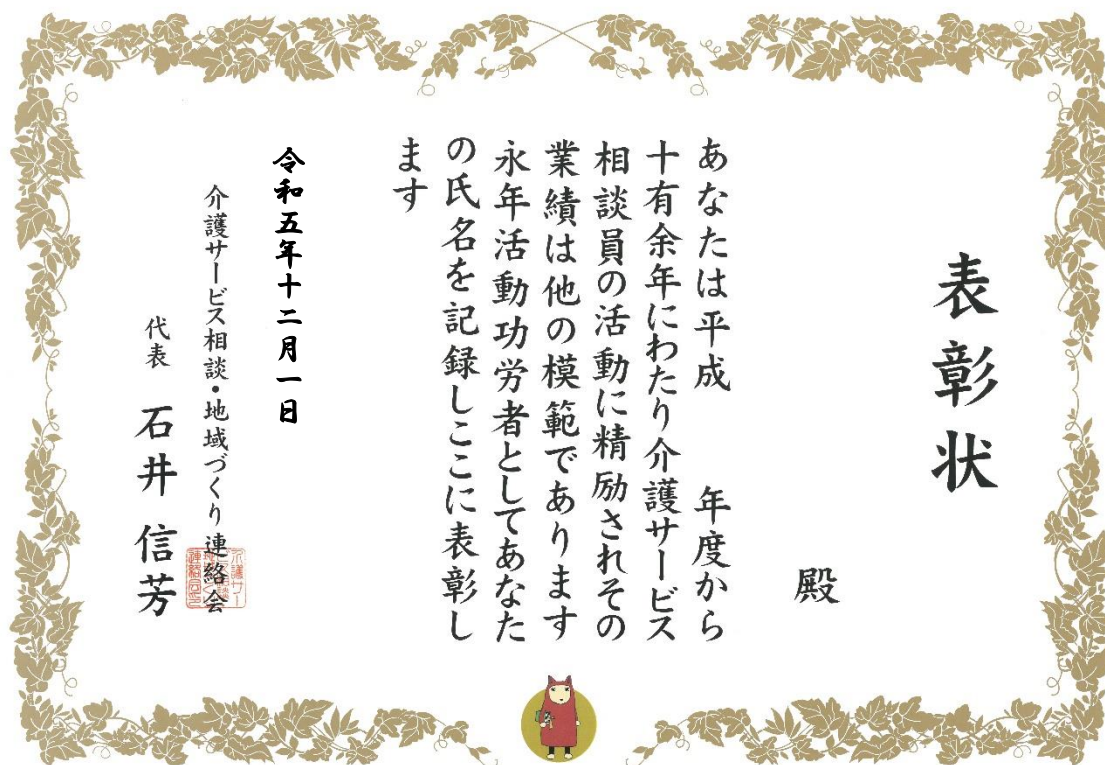 表彰状
殿
あなたは平成　　年度から
十有余年にわたり介護サービス
相談員の活動に精励されその
業績は他の模範であります
永年活動功労者としてあなた
の氏名を記録しここに表彰し
ます
令和五年十二月一日
介護サービス相談・地域づくり連絡会
代表　石井　信芳